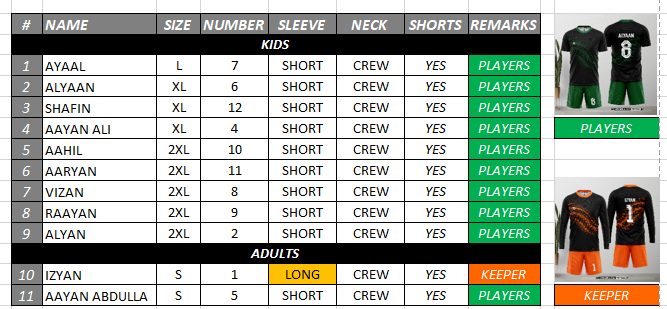 # NAME SIZE NUMBER SLEEVE NECK SHORTS REMARKS
KIDS
1 AYAAL L 7 SHORT CREW YES PLAYERS
2 ALYAAN XL 6 SHORT CREW YES PLAYERS
3 SHAFIN XL 12 SHORT CREW YES PLAYERS
4 AAYAN ALI XL 4 SHORT CREW YES PLAYERS
5 AAHIL 2XL 10 SHORT CREW YES PLAYERS
6 AARYAN 2XL 11 SHORT CREW YES PLAYERS
7 VIZAN 2XL 8 SHORT CREW YES PLAYERS
8 RAAYAN 2XL 9 SHORT CREW YES PLAYERS
9 ALYAN 2XL 2 SHORT CREW YES PLAYERS
ADULTS
10 IZYAN S 1 LONG CREW YES KEEPER
11 AAYAN ABDULLA S 5 SHORT CREW YES PLAYERS
ALYAAN
8
8
PLAYERS
IZYAN
1
1
KEEPER